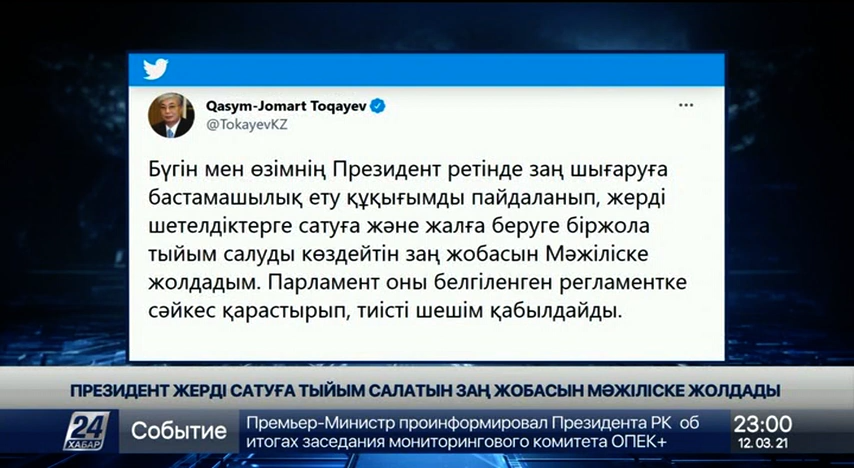 Qasym-Jomart Toqayev
@TokayevKZ
Бүгін мен өзімнің Президент ретінде заң шығаруға
бастамашылық ету құқығымды пайдаланып, жерді
шетелдіктерге сатуға және жалға беруге біржола
тыйым салуды көздейтін заң жобасын Мәжіліске
жолдадым. Парламент оны белгіленген регламентке
сәйкес қарастырып, тиісті шешім қабылдайды.
ПРЕЗИДЕНТ ЖЕРДІ САТУҒА ТЫЙЫМ САЛАТЫН ЗАҢ ЖОБАСЫН МӘЖІЛІСКЕ ЖОЛДАДЫ
24
ХАБАР
Событие
Премьер-Министр проинформировал Президента РК об
итогах заседания мониторингового комитета ОПЕК+
23:00
12.03.21